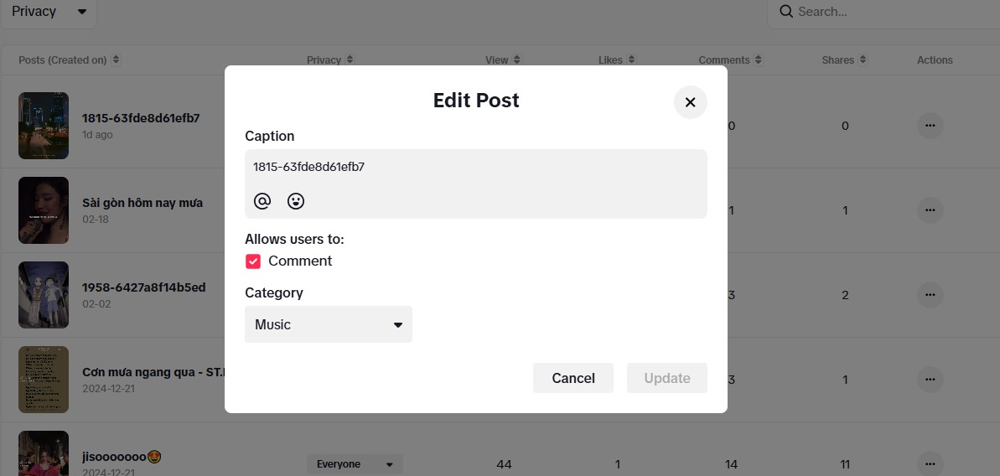 Privacy
Search...
Posts (Created on) Privacy View Likes Comments Shares Actions
Edit Post
Caption
1815-63fde8d61efb7
Allows users to:
Comment
Category
Music
Cancel Update
1815-63fde8d61efb7
1d ago
0 0
Sài gòn hôm nay mưa
02-18
1 1
1958-6427a8f14b5ed
02-02
3 2
Cơn mưa ngang qua - ST.
2024-12-21
3 1
jisooooooo🤩
2024-12-21
Everyone 44 1 14 11